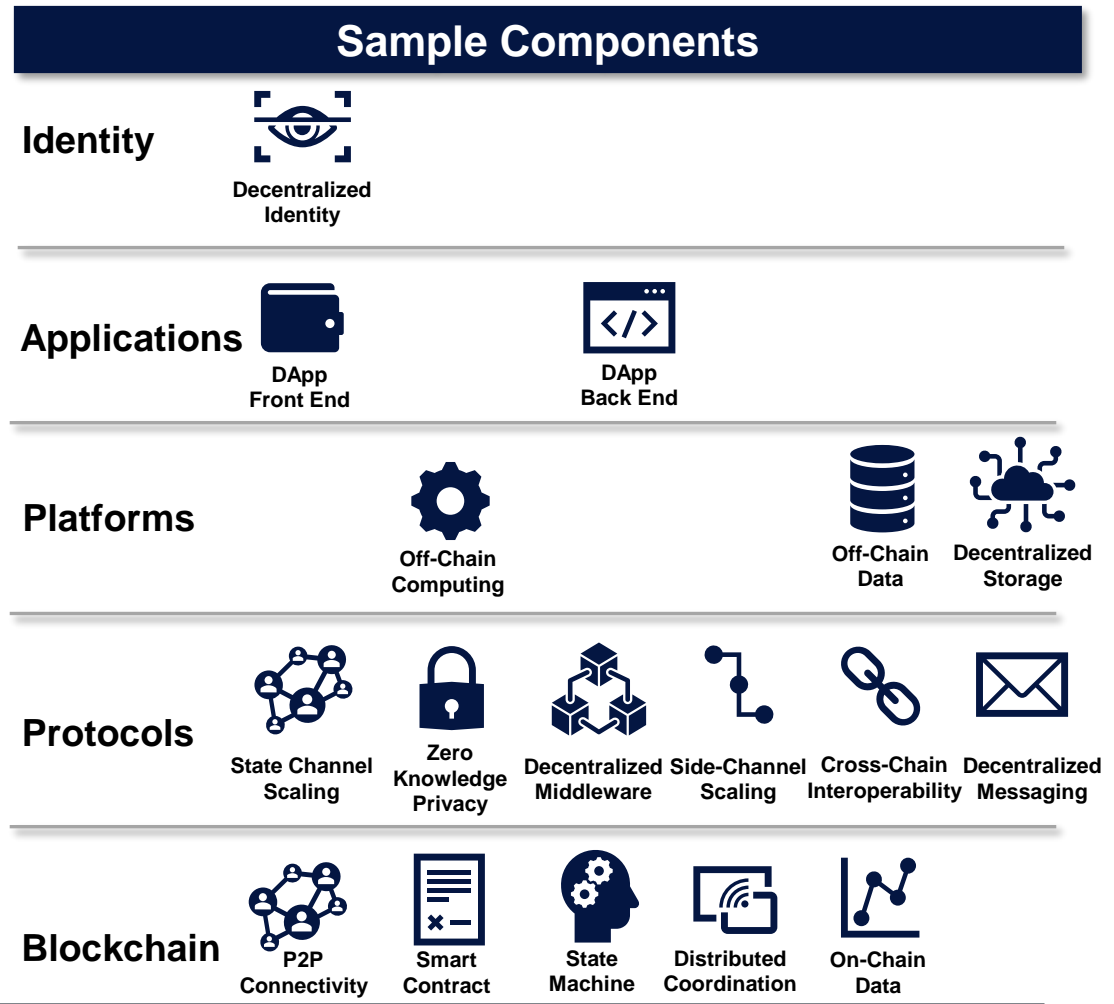 Sample Components
Identity
Decentralized
Identity
Applications
DApp
Front End
DApp
Back End
Platforms
Off-Chain
Computing
Off-Chain
Data
Decentralized
Storage
Protocols
State Channel
Scaling
Zero
Knowledge
Privacy
Decentralized
Middleware
Side-Channel
Scaling
Cross-Chain
Interoperability
Decentralized
Messaging
Blockchain
P2P
Connectivity
Smart
Contract
State
Machine
Distributed
Coordination
On-Chain
Data